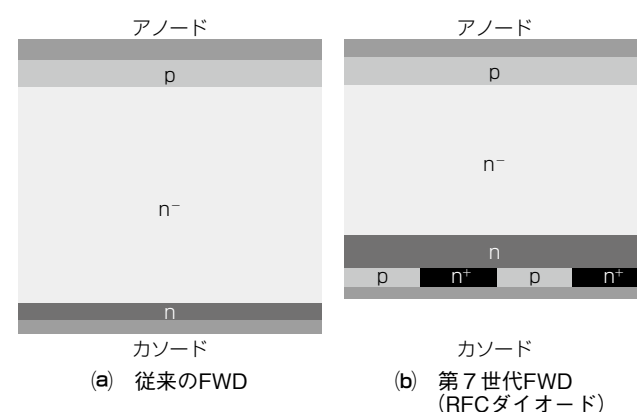 アノード
p
n⁻
n
カソード
(a) 従来のFWD
アノード
p
n⁻
n
p n⁺ p n⁺
カソード
(b) 第7世代FWD
(RFCダイオード)